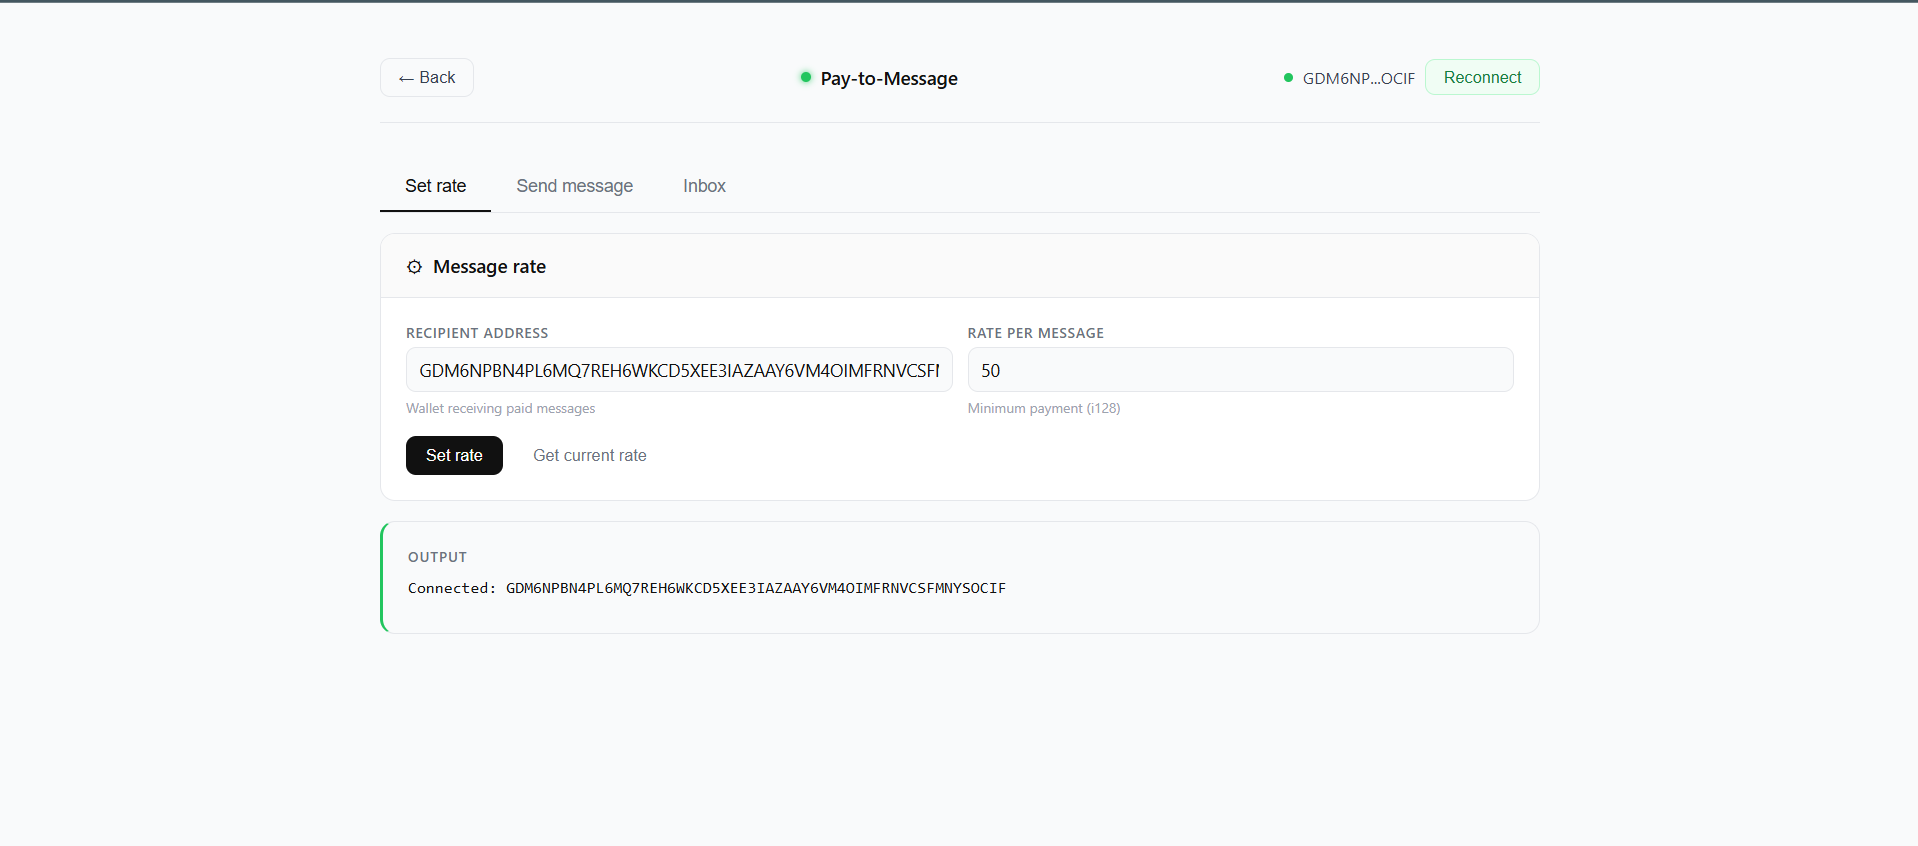 ← Back
Pay-to-Message
GDM6NP...OCIF
Reconnect
Set rate
Send message
Inbox
Message rate
RECIPIENT ADDRESS
RATE PER MESSAGE
GDM6NPBN4PL6MQ7REH6WKCD5XEE3IAZAAY6VM4OIMFRNVCSFM
50
Wallet receiving paid messages
Minimum payment (i128)
Set rate
Get current rate
OUTPUT
Connected: GDM6NPBN4PL6MQ7REH6WKCD5XEE3IAZAAY6VM4OIMFRNVCSFMNYSOCIF